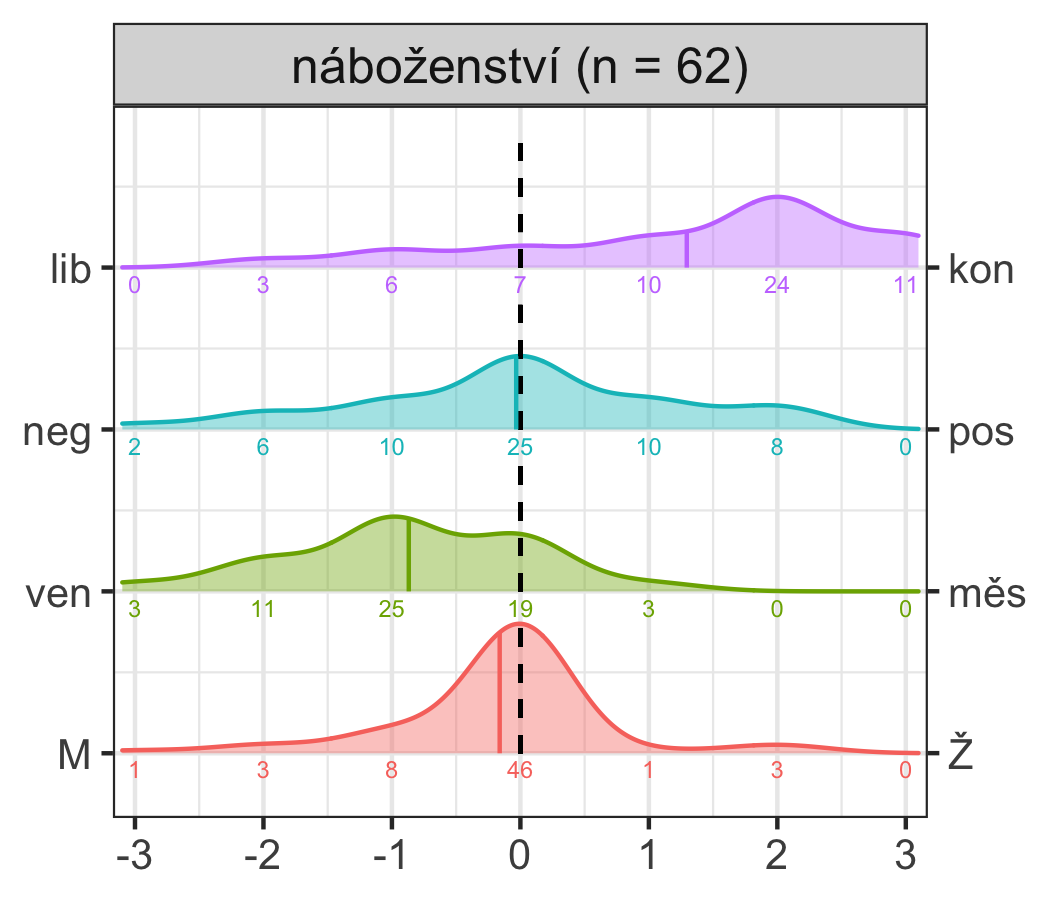 náboženství (n = 62)
lib kon
0 3 6 7 10 24 11
neg pos
2 6 10 25 10 8 0
ven měs
3 11 25 19 3 0 0
M Ž
1 3 8 46 1 3 0
-3 -2 -1 0 1 2 3